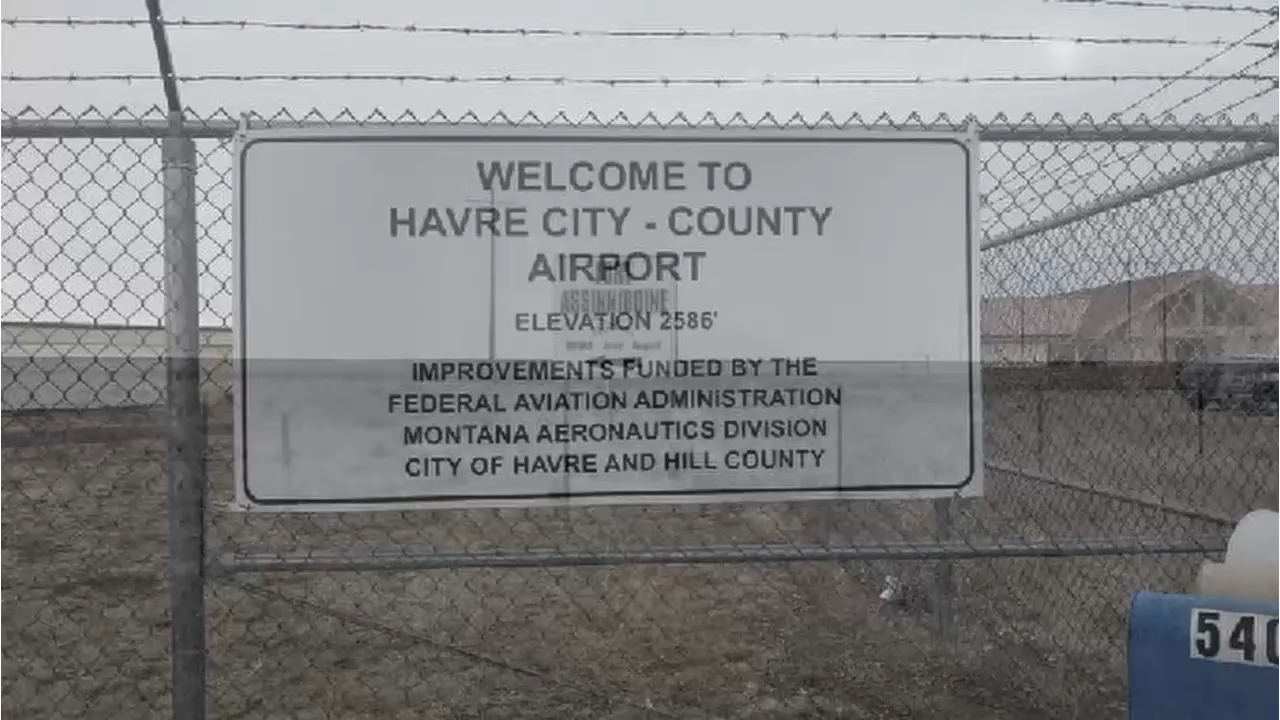 WELCOME TO
HAVRE CITY - COUNTY
AIRPORT
ASSINNIBOINE
ELEVATION 2586'
IMPROVEMENTS FUNDED BY THE
FEDERAL AVIATION ADMINISTRATION
MONTANA AERONAUTICS DIVISION
CITY OF HAVRE AND HILL COUNTY
540